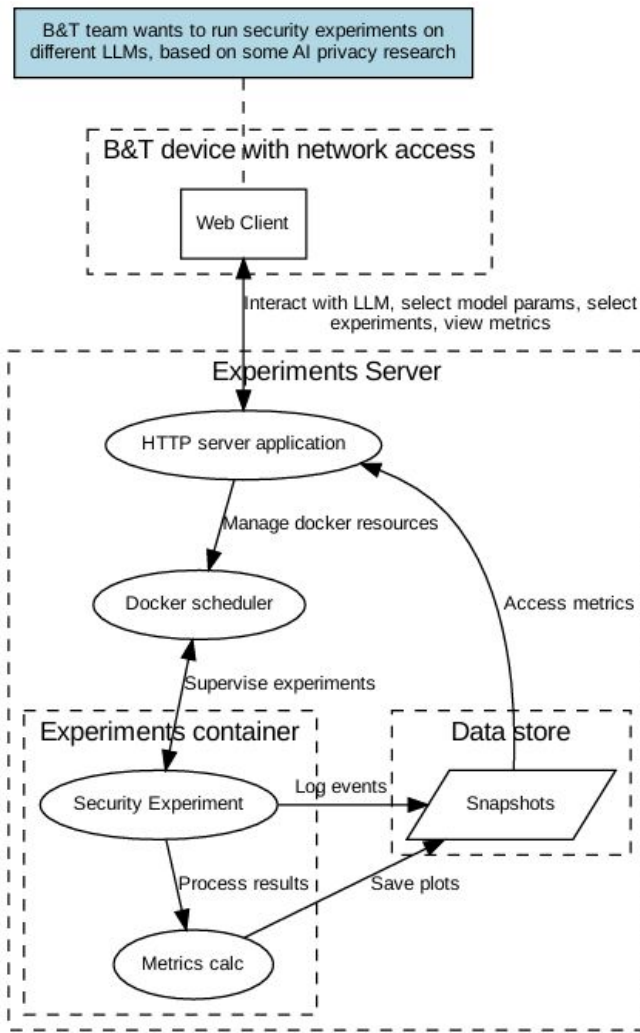 B&T team wants to run security experiments on
different LLMs, based on some AI privacy research
B&T device with network access
Web Client
Interact with LLM, select model params, select
experiments, view metrics
Experiments Server
HTTP server application
Manage docker resources
Docker scheduler
Access metrics
Supervise experiments
Experiments container
Data store
Security Experiment
Log events
Snapshots
Process results
Save plots
Metrics calc